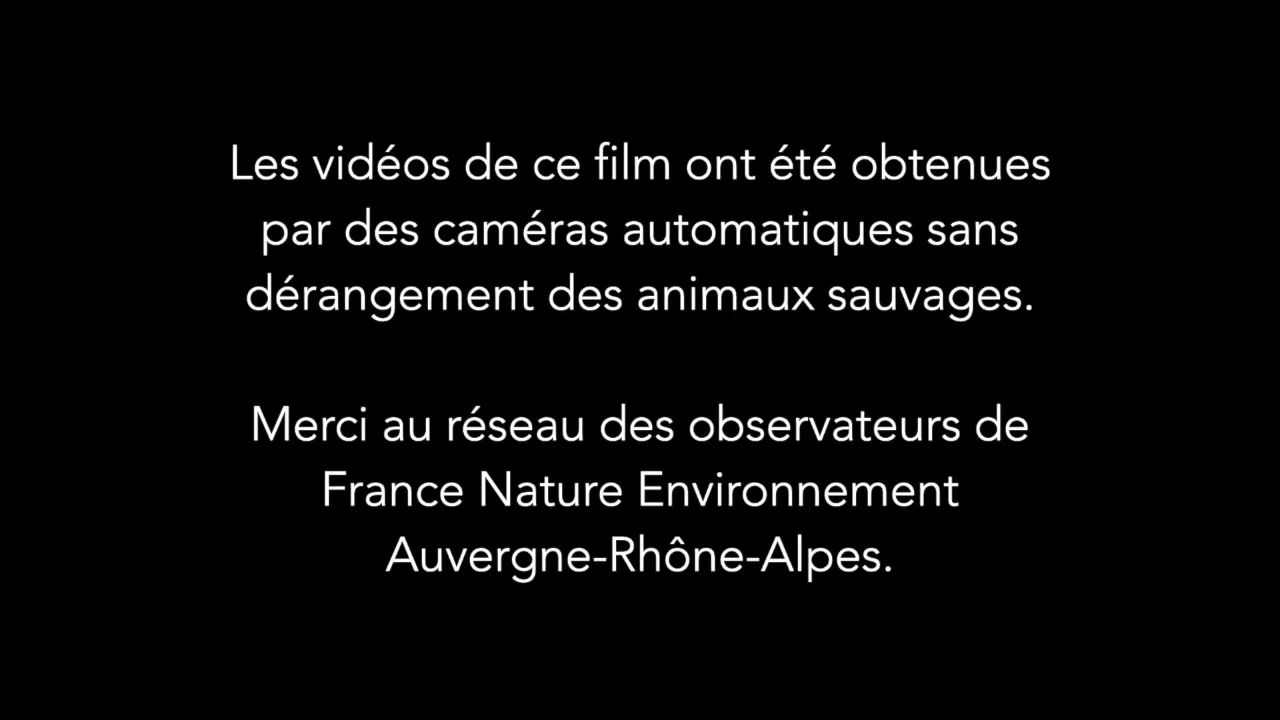 Les vidéos de ce film ont été obtenues
par des caméras automatiques sans
dérangement des animaux sauvages.
Merci au réseau des observateurs de
France Nature Environnement
Auvergne-Rhône-Alpes.